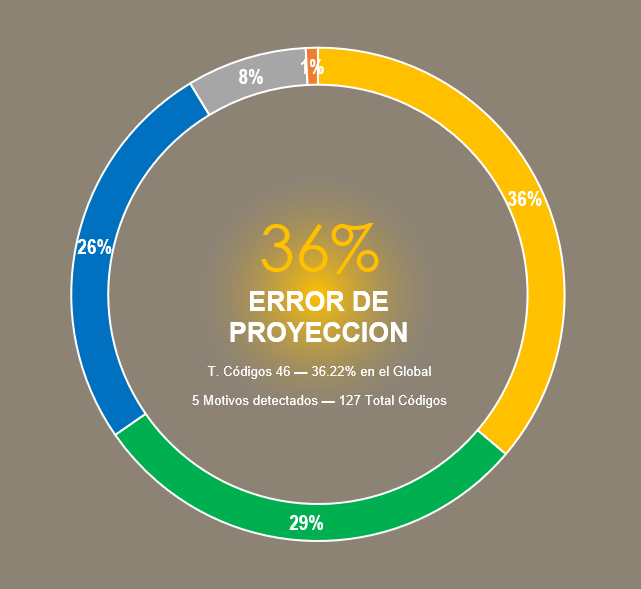 8%
1%
36%
26%
36%
ERROR DE
PROYECCION
T. Códigos 46 — 36.22% en el Global
5 Motivos detectados — 127 Total Códigos
29%